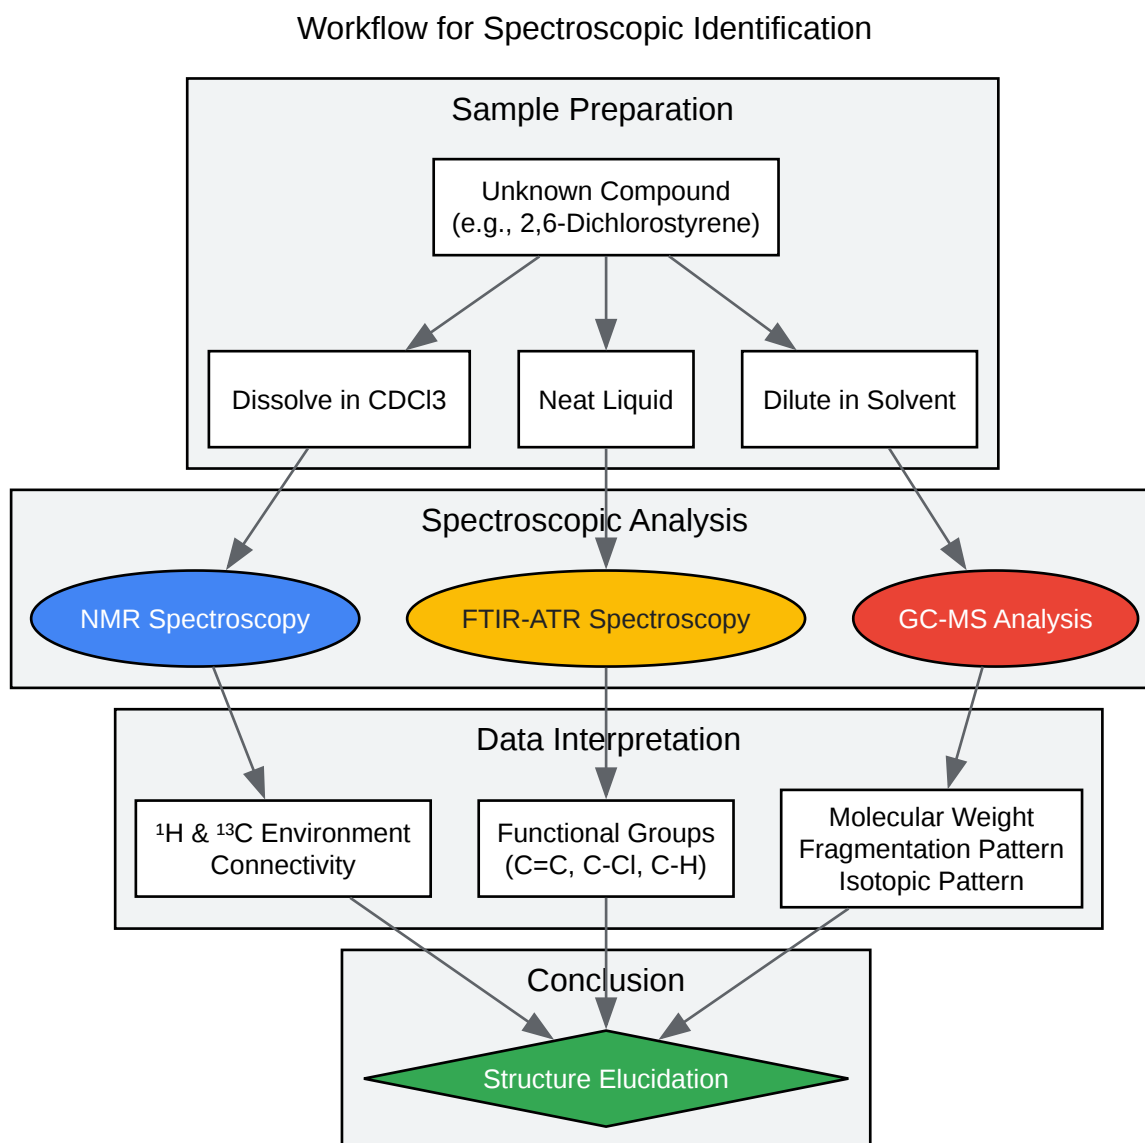 Workflow for Spectroscopic Identification
Sample Preparation
Unknown Compound
(e.g., 2,6-Dichlorostyrene)
Dissolve in CDCl3
Neat Liquid
Dilute in Solvent
Spectroscopic Analysis
NMR Spectroscopy
FTIR-ATR Spectroscopy
GC-MS Analysis
Data Interpretation
¹H & ¹³C Environment
Connectivity
Functional Groups
(C=C, C-Cl, C-H)
Molecular Weight
Fragmentation Pattern
Isotopic Pattern
Conclusion
Structure Elucidation